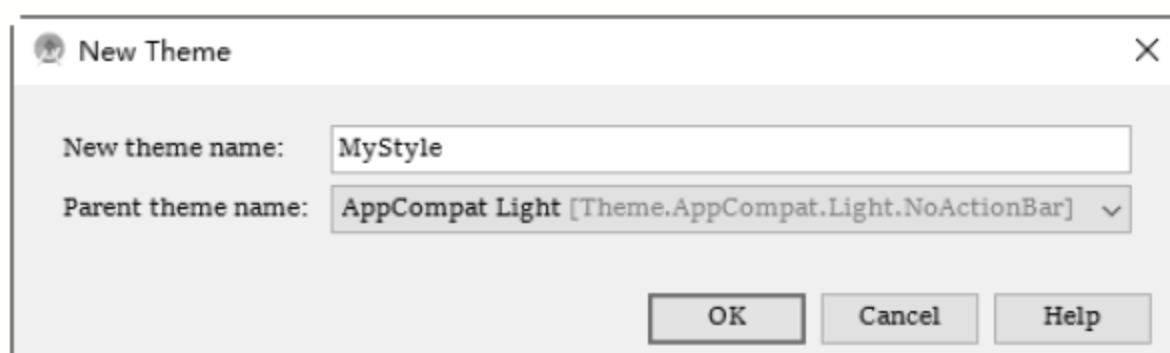 New Theme
New theme name: MyStyle
Parent theme name: AppCompat Light [Theme.AppCompat.Light.NoActionBar]
OK Cancel Help